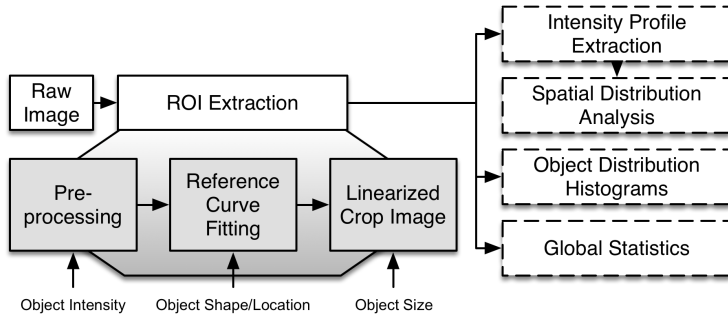 Raw
Image
ROI Extraction
Pre-
processing
Reference
Curve
Fitting
Linearized
Crop Image
Object Intensity
Object Shape/Location
Object Size
Intensity Profile
Extraction
Spatial Distribution
Analysis
Object Distribution
Histograms
Global Statistics